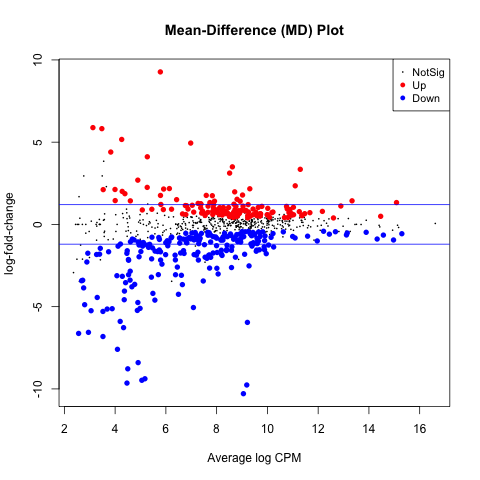 Mean-Difference (MD) Plot
NotSig
Up
Down
log-fold-change
10
5
0
-5
-10
2 4 6 8 10 12 14 16
Average log CPM